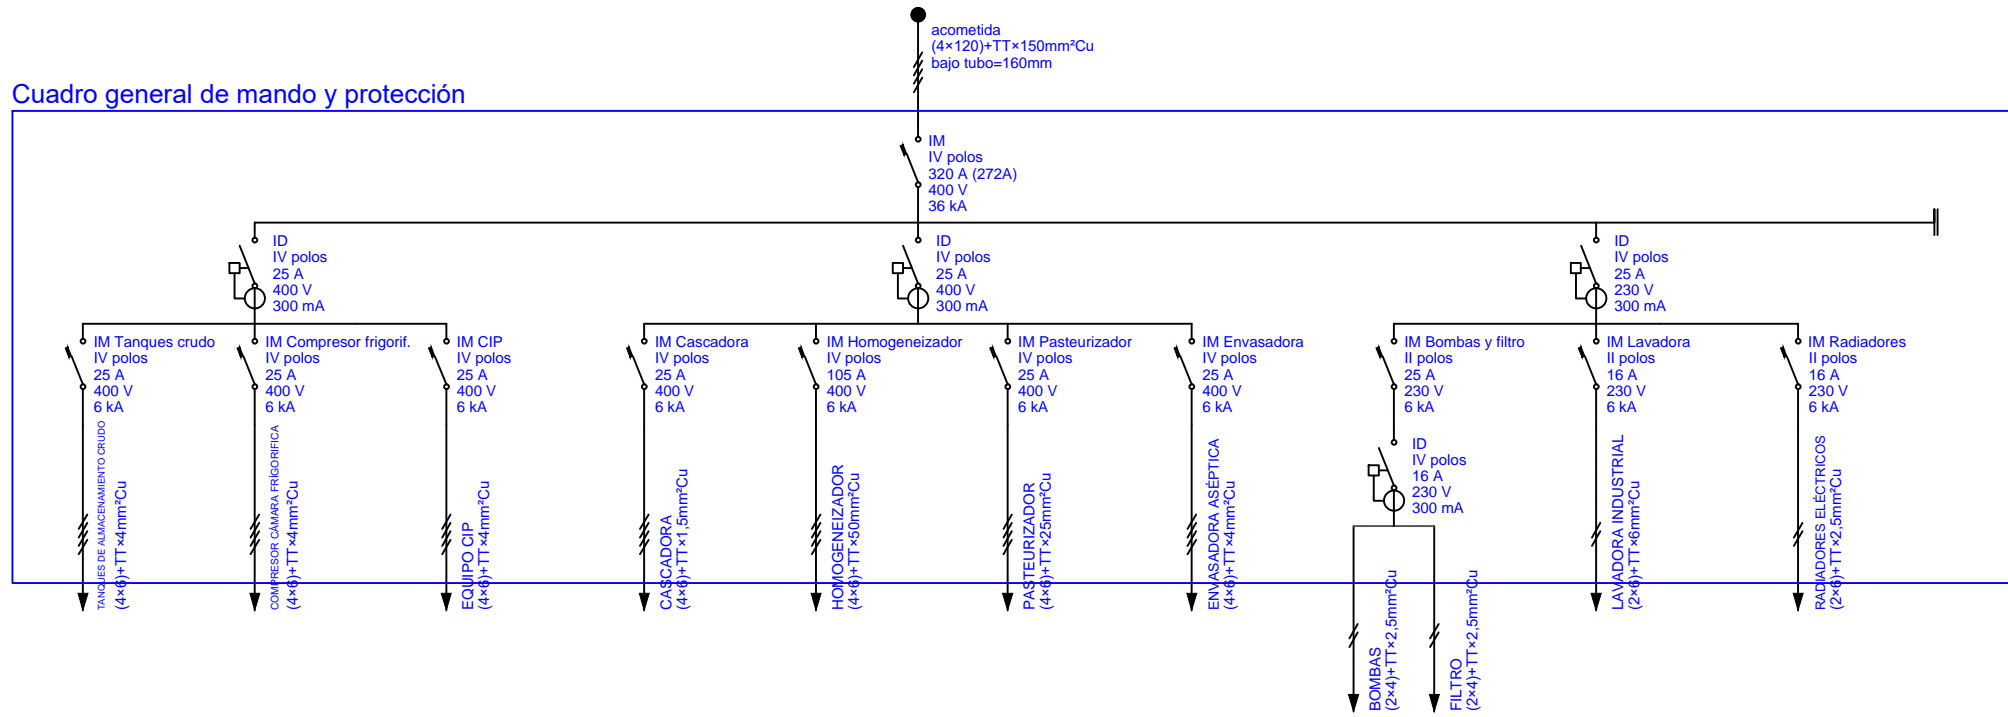 acometida
(4×120)+TT×150mm²Cu
bajo tubo=160mm
Cuadro general de mando y protección
IM
IV polos
320 A (272A)
400 V
36 kA
ID
IV polos
25 A
400 V
300 mA
ID
IV polos
25 A
400 V
300 mA
ID
IV polos
25 A
230 V
300 mA
IM Tanques crudo
IV polos
25 A
400 V
6 kA
IM Compresor frigorif.
IV polos
25 A
400 V
6 kA
IM CIP
IV polos
25 A
400 V
6 kA
IM Cascadora
IV polos
25 A
400 V
6 kA
IM Homogeneizador
IV polos
105 A
400 V
6 kA
IM Pasteurizador
IV polos
25 A
400 V
6 kA
IM Envasadora
IV polos
25 A
400 V
6 kA
IM Bombas y filtro
II polos
25 A
230 V
6 kA
IM Lavadora
II polos
16 A
230 V
6 kA
IM Radiadores
II polos
16 A
230 V
6 kA
ID
IV polos
16 A
230 V
300 mA
TANQUES DE ALMACENAMIENTO CRUDO
(4×6)+TT×4mm²Cu
COMPRESOR CÁMARA FRÍGORIFICA
(4×6)+TT×4mm²Cu
EQUIPO CIP
(4×6)+TT×4mm²Cu
CASCADORA
(4×6)+TT×1,5mm²Cu
HOMOGENEIZADOR
(4×6)+TT×50mm²Cu
PASTEURIZADOR
(4×6)+TT×25mm²Cu
ENVASADORA ASÉPTICA
(4×6)+TT×4mm²Cu
BOMBAS
(2×4)+TT×2,5mm²Cu
FILTRO
(2×4)+TT×2,5mm²Cu
LAVADORA INDUSTRIAL
(2×6)+TT×6mm²Cu
RADIADORES ELÉCTRICOS
(2×6)+TT×2,5mm²Cu